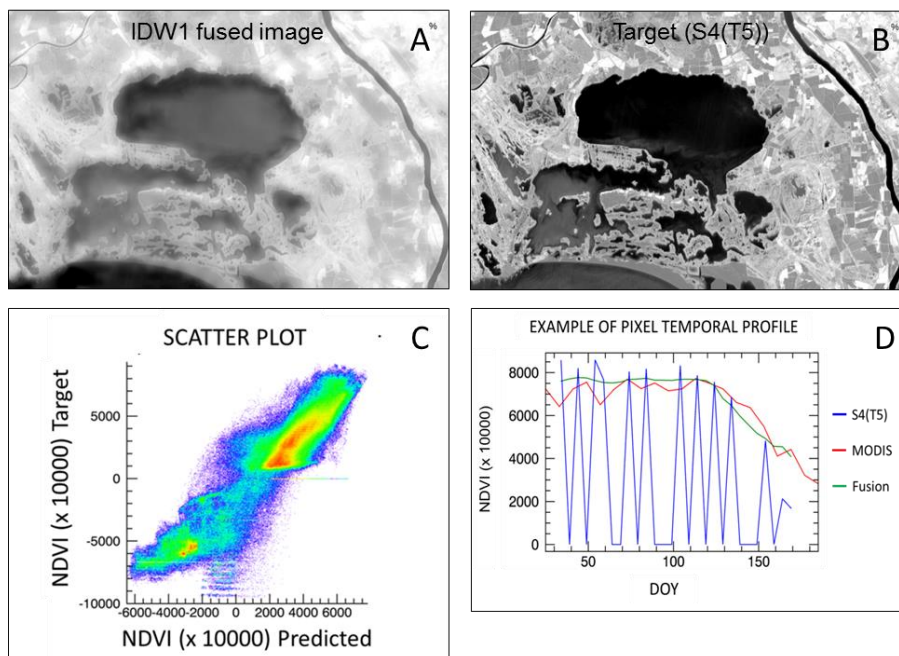 IDW1 fused image
A
%
Target (S4(T5))
B
%
SCATTER PLOT
C
NDVI (x 10000) Target
5000
0
-5000
-10000
-6000 -4000 -2000 0 2000 4000 6000
NDVI (x 10000) Predicted
EXAMPLE OF PIXEL TEMPORAL PROFILE
D
NDVI (x 10000)
8000
6000
4000
2000
0
50 100 150
DOY
S4(T5)
MODIS
Fusion